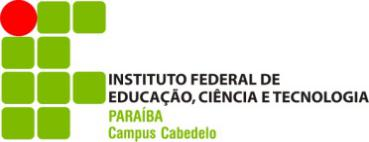 INSTITUTO FEDERAL DE
EDUCAÇÃO, CIÊNCIA E TECNOLOGIA
PARAÍBA
Campus Cabedelo